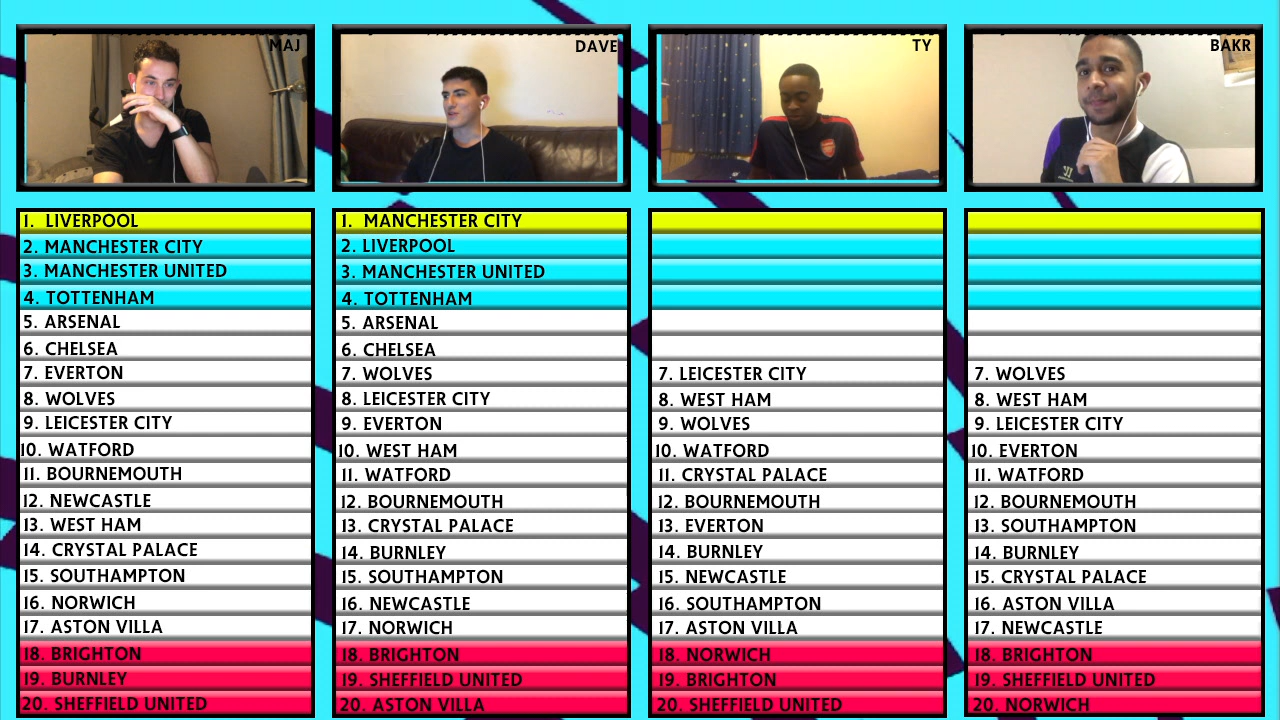 MAJ
DAVE
TY
BAKR
1. LIVERPOOL
2. MANCHESTER CITY
3. MANCHESTER UNITED
4. TOTTENHAM
5. ARSENAL
6. CHELSEA
7. EVERTON
8. WOLVES
9. LEICESTER CITY
10. WATFORD
11. BOURNEMOUTH
12. NEWCASTLE
13. WEST HAM
14. CRYSTAL PALACE
15. SOUTHAMPTON
16. NORWICH
17. ASTON VILLA
18. BRIGHTON
19. BURNLEY
20. SHEFFIELD UNITED
1. MANCHESTER CITY
2. LIVERPOOL
3. MANCHESTER UNITED
4. TOTTENHAM
5. ARSENAL
6. CHELSEA
7. WOLVES
8. LEICESTER CITY
9. EVERTON
10. WEST HAM
11. WATFORD
12. BOURNEMOUTH
13. CRYSTAL PALACE
14. BURNLEY
15. SOUTHAMPTON
16. NEWCASTLE
17. NORWICH
18. BRIGHTON
19. SHEFFIELD UNITED
20. ASTON VILLA
7. LEICESTER CITY
8. WEST HAM
9. WOLVES
10. WATFORD
11. CRYSTAL PALACE
12. BOURNEMOUTH
13. EVERTON
14. BURNLEY
15. NEWCASTLE
16. SOUTHAMPTON
17. ASTON VILLA
18. NORWICH
19. BRIGHTON
20. SHEFFIELD UNITED
7. WOLVES
8. WEST HAM
9. LEICESTER CITY
10. EVERTON
11. WATFORD
12. BOURNEMOUTH
13. SOUTHAMPTON
14. BURNLEY
15. CRYSTAL PALACE
16. ASTON VILLA
17. NEWCASTLE
18. BRIGHTON
19. SHEFFIELD UNITED
20. NORWICH